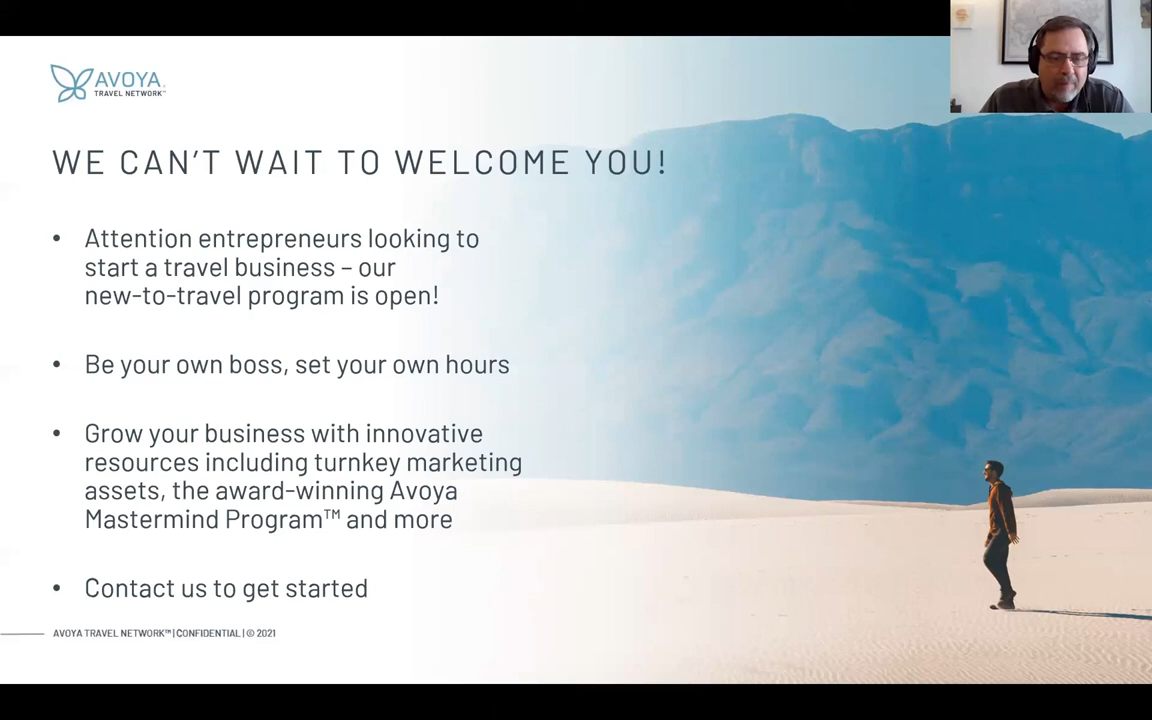 AVOYA
TRAVEL NETWORK™
WE CAN'T WAIT TO WELCOME YOU!
• Attention entrepreneurs looking to
start a travel business – our
new-to-travel program is open!
• Be your own boss, set your own hours
• Grow your business with innovative
resources including turnkey marketing
assets, the award-winning Avoya
Mastermind Program™ and more
• Contact us to get started
AVOYA TRAVEL NETWORK™ | CONFIDENTIAL | © 2021